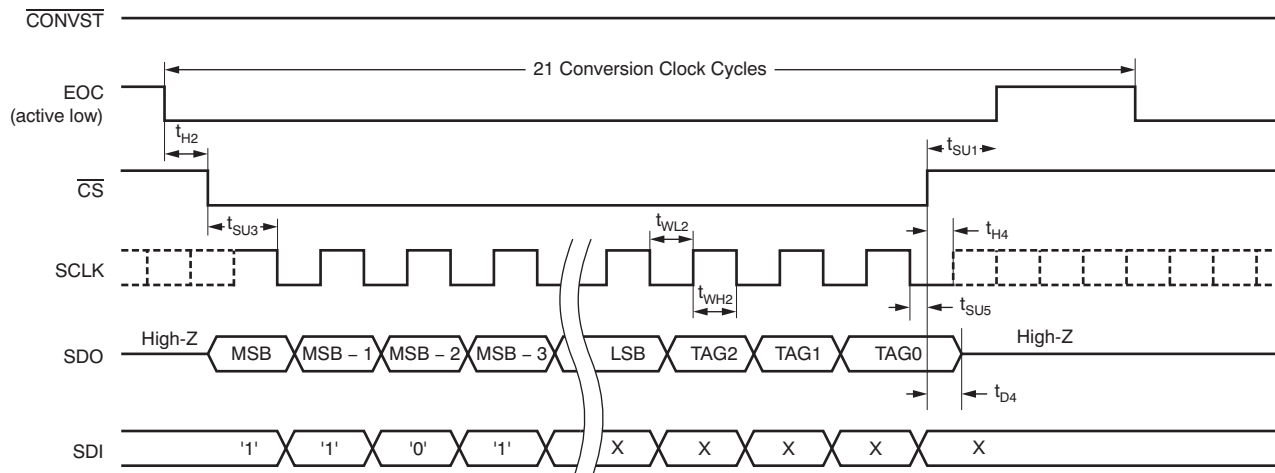 CONVST
21 Conversion Clock Cycles
EOC
(active low)
tH2
tSU1
CS
tSU3
tWL2
tH4
SCLK
tWH2
tSU5
High-Z
High-Z
SDO
MSB
MSB – 1
MSB – 2
MSB – 3
LSB
TAG2
TAG1
TAG0
tD4
SDI
'1'
'1'
'0'
'1'
X
X
X
X
X